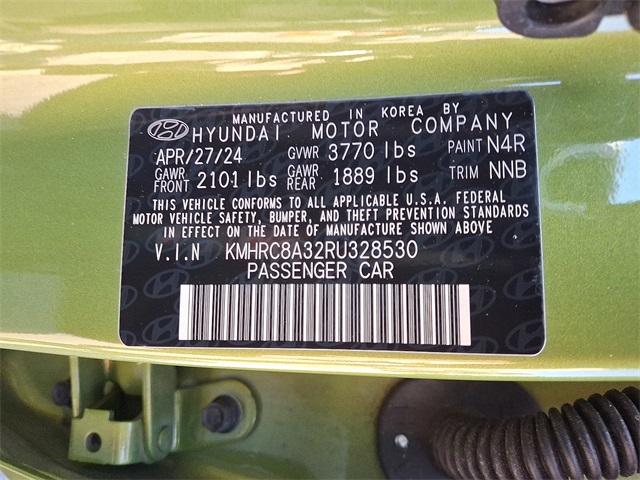 MANUFACTURED IN KOREA BY
HYUNDAI MOTOR COMPANY
APR/27/24 GVWR 3770 lbs PAINT N4R
GAWR FRONT 2101 lbs GAWR REAR 1889 lbs TRIM NNB
THIS VEHICLE CONFORMS TO ALL APPLICABLE U.S.A. FEDERAL
MOTOR VEHICLE SAFETY, BUMPER, AND THEFT PREVENTION STANDARDS
IN EFFECT ON THE DATE OF MANUFACTURE SHOWN ABOVE
V.I.N KMHRC8A32RU328530
PASSENGER CAR